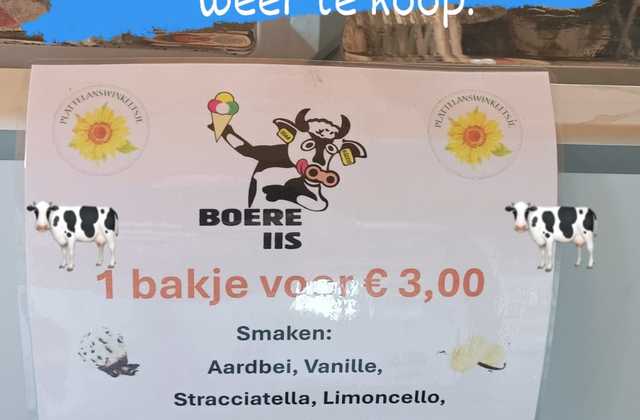 weer te koop.
PLATTELANSWINKELTSJE
PLATTELANSWINKELTSJE
BOERE
IIS
1 bakje voor € 3,00
Smaken:
Aardbei, Vanille,
Stracciatella, Limoncello,